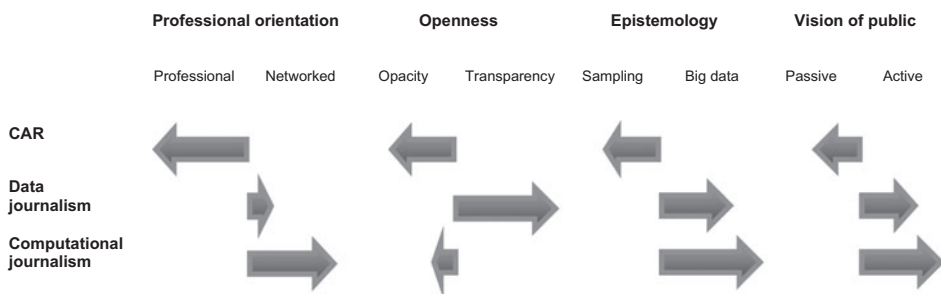 Professional orientation Openness Epistemology Vision of public
Professional Networked Opacity Transparency Sampling Big data Passive Active
CAR
Data
journalism
Computational
journalism